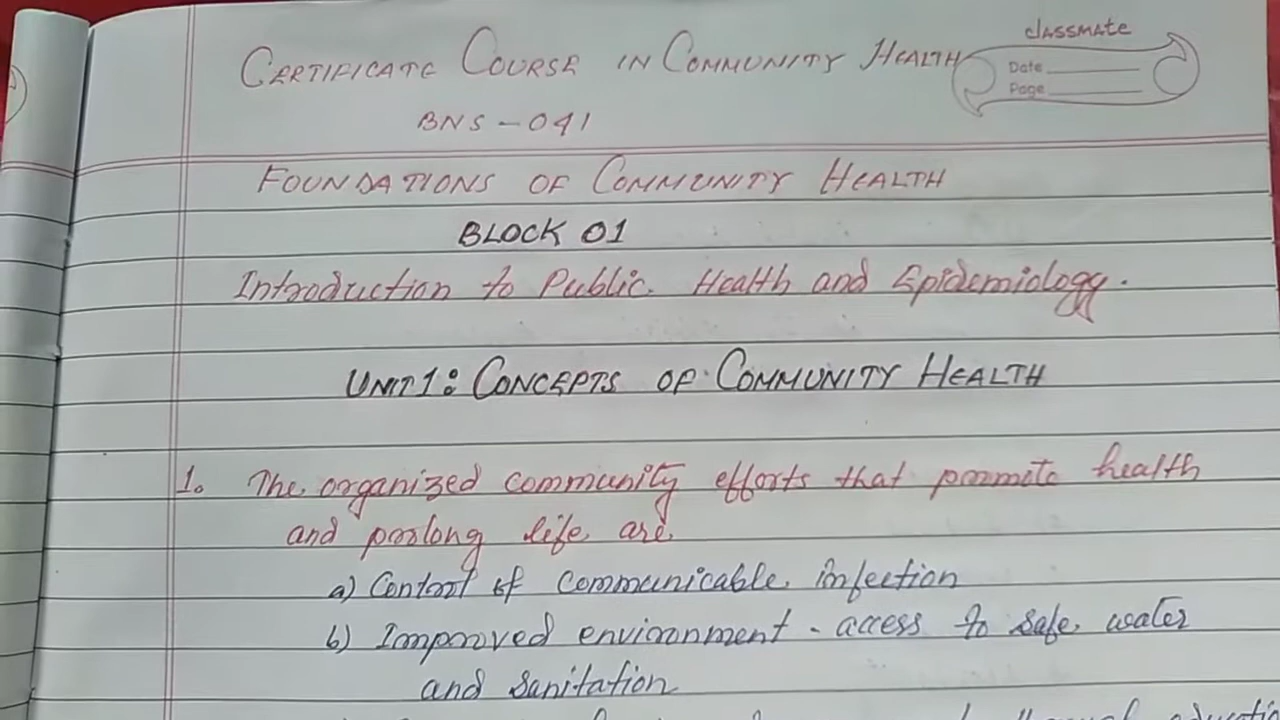 CERTIFICATE COURSE IN COMMUNITY HEALTH
classmate
Date
Page
BNS - 041
FOUNDATIONS OF COMMUNITY HEALTH
BLOCK 01
Introduction to Public Health and Epidemiology.
UNIT 1: CONCEPTS OF COMMUNITY HEALTH
1. The organized community efforts that promote health
and prolong life are
a) Control of communicable infection
b) Improved environment - access to safe water
and sanitation